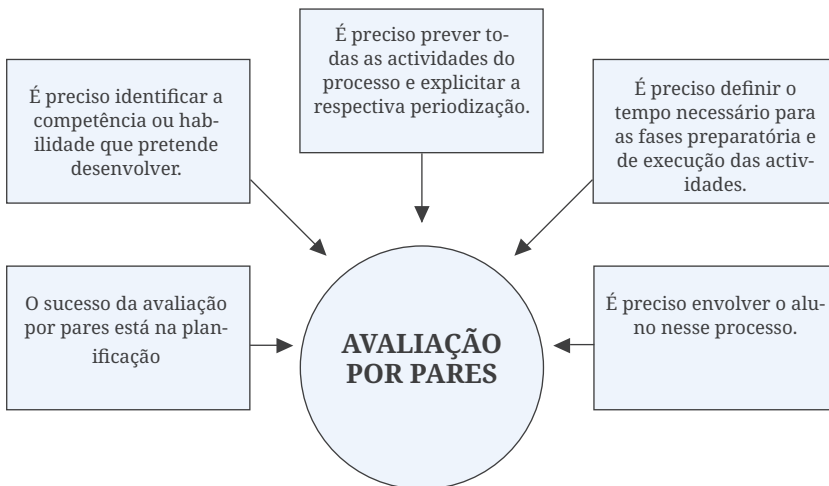 É preciso prever to-
das as actividades do
processo e explicitar a
respectiva periodização.
É preciso identificar a
competência ou hab-
ilidade que pretende
desenvolver.
É preciso definir o
tempo necessário para
as fases preparatória e
de execução das activ-
idades.
O sucesso da avaliação
por pares está na plan-
ificação
AVALIAÇÃO
POR PARES
É preciso envolver o alu-
no nesse processo.